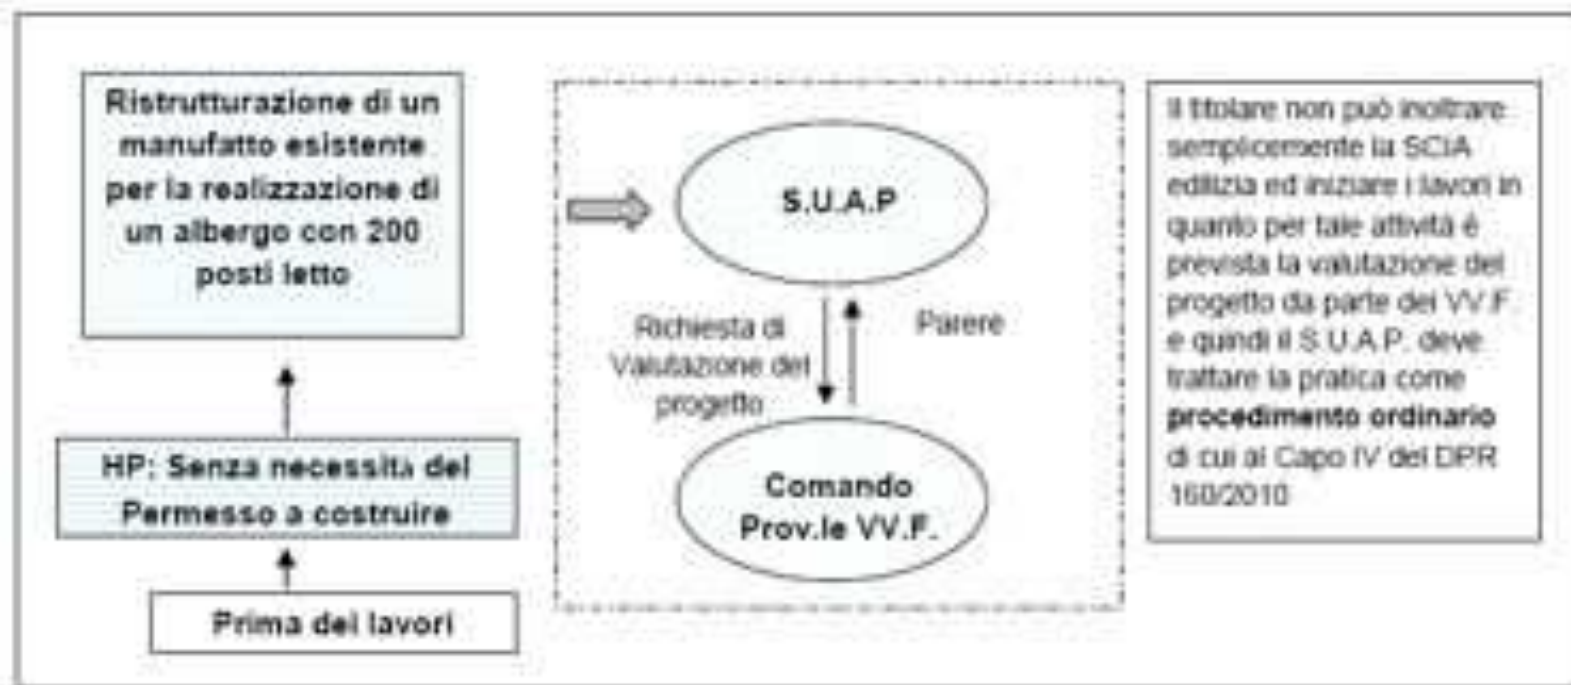 Ristrutturazione di un
manufatto esistente
per la realizzazione di
un albergo con 200
posti letto
HP: Senza necessità del
Permesso a costruire
Prima dei lavori
S.U.A.P
Richiesta di
Valutazione del
progetto
Parere
Comando
Prov.le VV.F.
Il titolare non può inoltrare
semplicemente la SCIA
edilizia ed iniziare i lavori in
quanto per tale attività é
prevista la valutazione del
progetto da parte dei VV.F.
e quindi il S.U.A.P. deve
trattare la pratica come
procedimento ordinario
di cui al Capo IV del DPR
160/2010